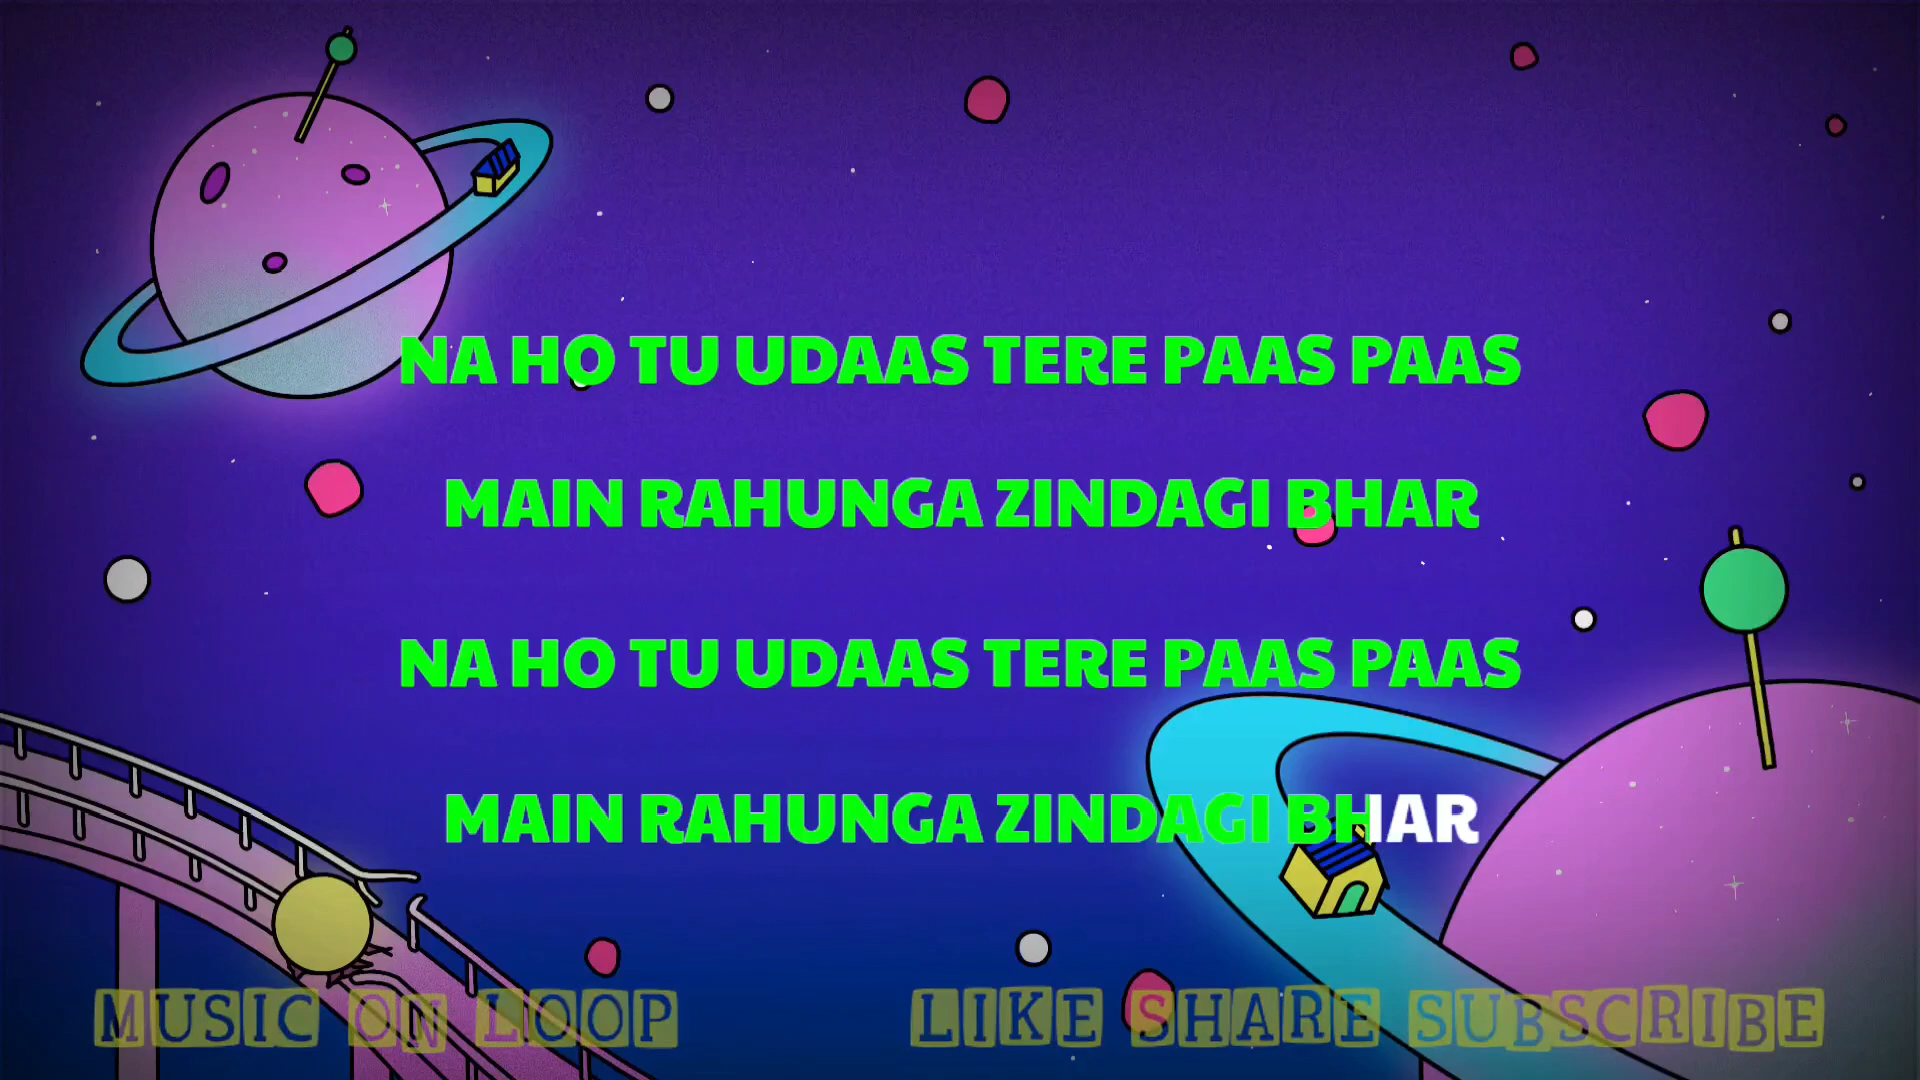 NA HO TU UDAAS TERE PAAS PAAS
MAIN RAHUNGA ZINDAGI BHAR
NA HO TU UDAAS TERE PAAS PAAS
MAIN RAHUNGA ZINDAGI BHAR
MUSIC ON LOOP
LIKE SHARE SUBSCRIBE